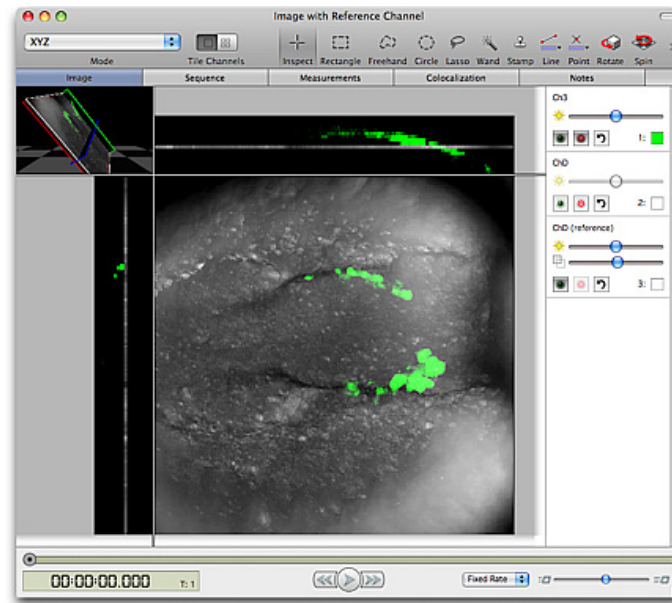 Image with Reference Channel
XYZ
Mode
Tile Channels
Inspect Rectangle Freehand Circle Lasso Wand Stamp Line Point Rotate Spin
Image Sequence Measurements Colocalization Notes
Ch3
1:
ChD
2:
ChD (reference)
3:
00:00:00.000 T: 1
Fixed Rate